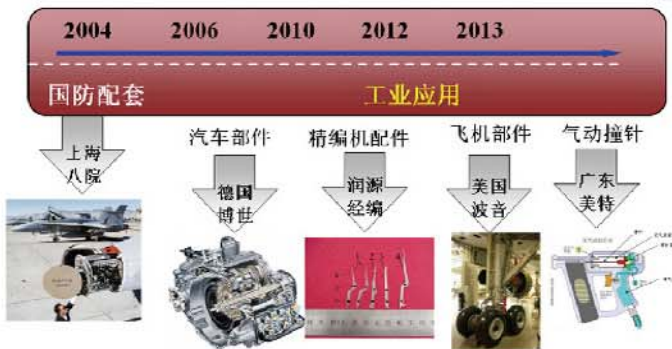 2004 2006 2010 2012 2013
国防配套 工业应用
汽车部件 精编机配件 飞机部件 气动撞针
上海
八院
德国
博世
润源
经编
美国
波音
广东
美特